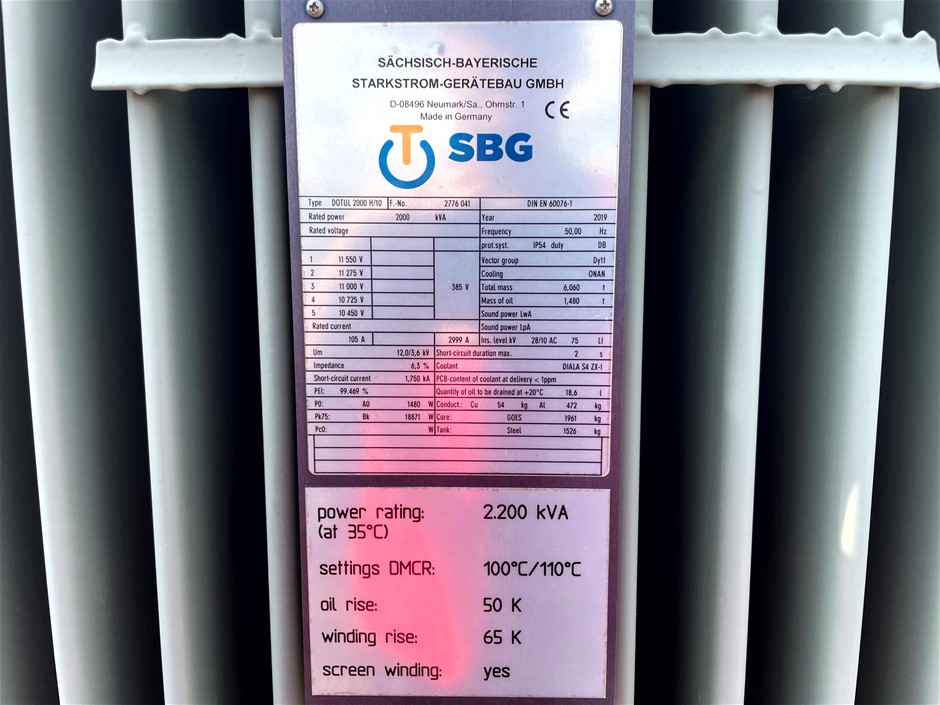 SÄCHSISCH-BAYERISCHE
STARKSTROM-GERÄTEBAU GMBH
D-08496 Neumark/Sa., Ohmstr. 1
Made in Germany CE
SBG
Type DOTUL 2000 H/10 F.-No. 2776 041 DIN EN 60076-1
Rated power 2000 kVA Year 2019
Rated voltage Frequency 50,00 Hz
prot.syst. IP54 duty DB
1 11 550 V Vector group Dy11
2 11 275 V Cooling ONAN
3 11 000 V 385 V Total mass 6,060 t
4 10 725 V Mass of oil 1,480 t
5 10 450 V Sound power LwA
Rated current Sound power LpA
105 A 2999 A Ins. level kV 28/10 AC 75 LI
Um 12,0/3,6 kV Short-circuit duration max. 2 s
Impedance 6,3 % Coolant DIALA S4 ZX-I
Short-circuit current 1,750 kA PCB-content of coolant at delivery < 1ppm
PEI: 99.469 % Quantity of oil to be drained at +20°C 18,6 l
P0: A0 1480 W Conduct.: Cu 54 kg Al 472 kg
Pk75: Bk 18871 W Core: GOES 1961 kg
Pc0: W Tank: Steel 1526 kg
power rating: 2.200 kVA
(at 35°C)
settings DMCR: 100°C/110°C
oil rise: 50 K
winding rise: 65 K
screen winding: yes